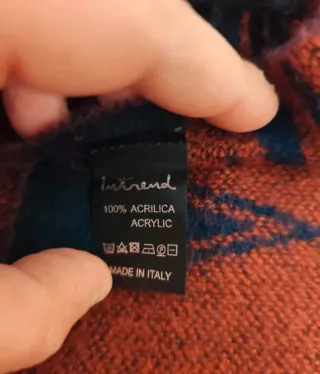 intrend
100% ACRILICA
ACRYLIC
MADE IN ITALY